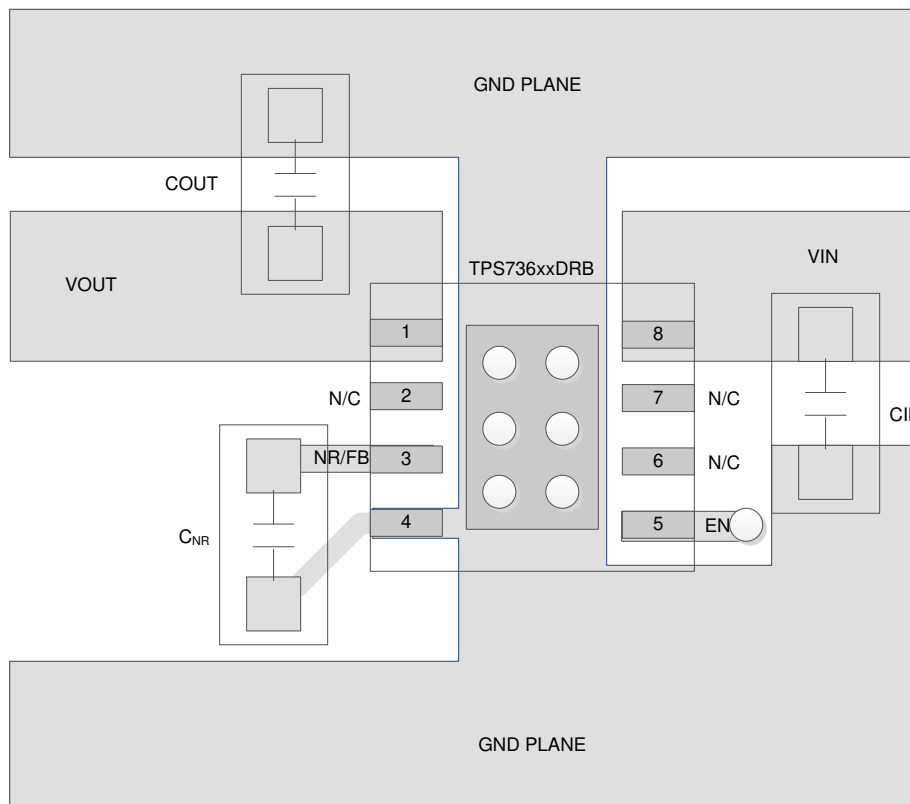 GND PLANE
COUT
TPS736xxDRB
VIN
VOUT
1
8
N/C
2
7
N/C
CI
NR/FB
3
6
N/C
4
5
EN
CNR
GND PLANE